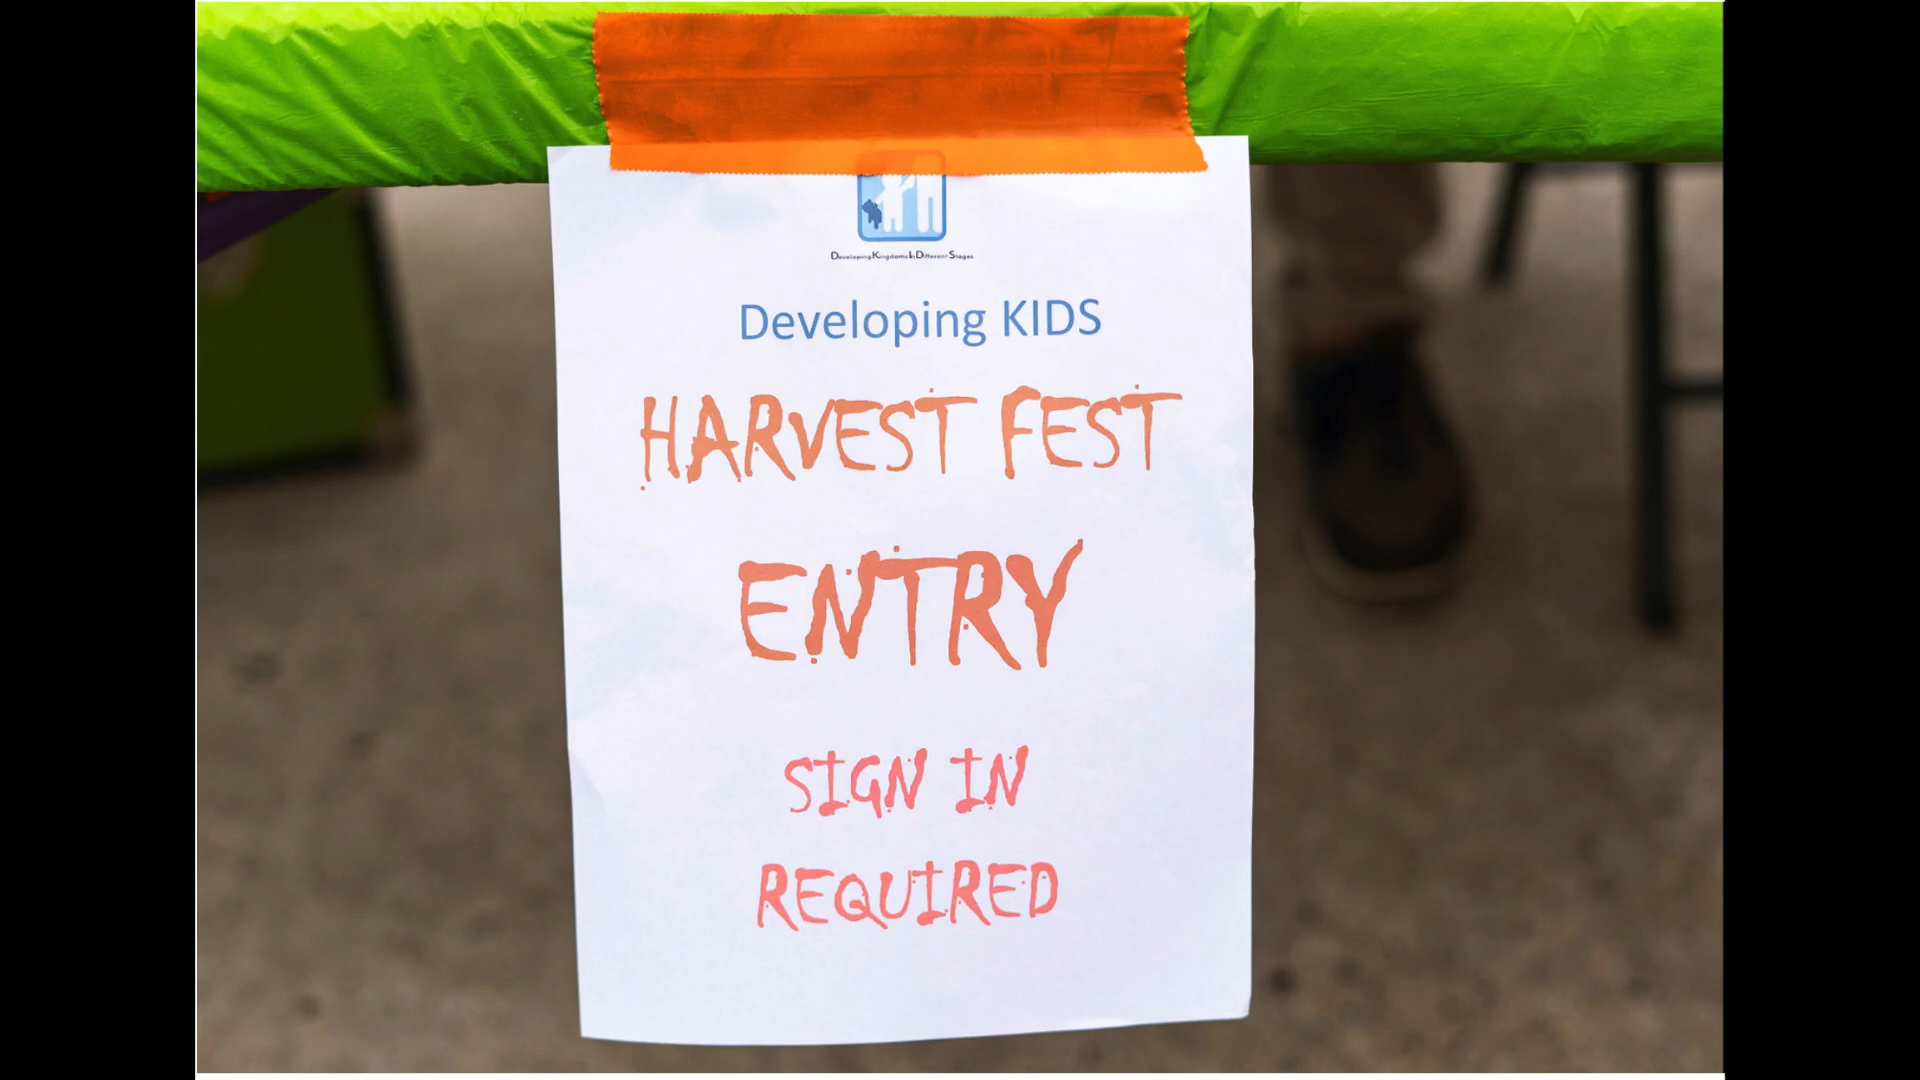 Developing Kingdoms In Different Stages
Developing KIDS
HARVEST FEST
ENTRY
SIGN IN
REQUIRED